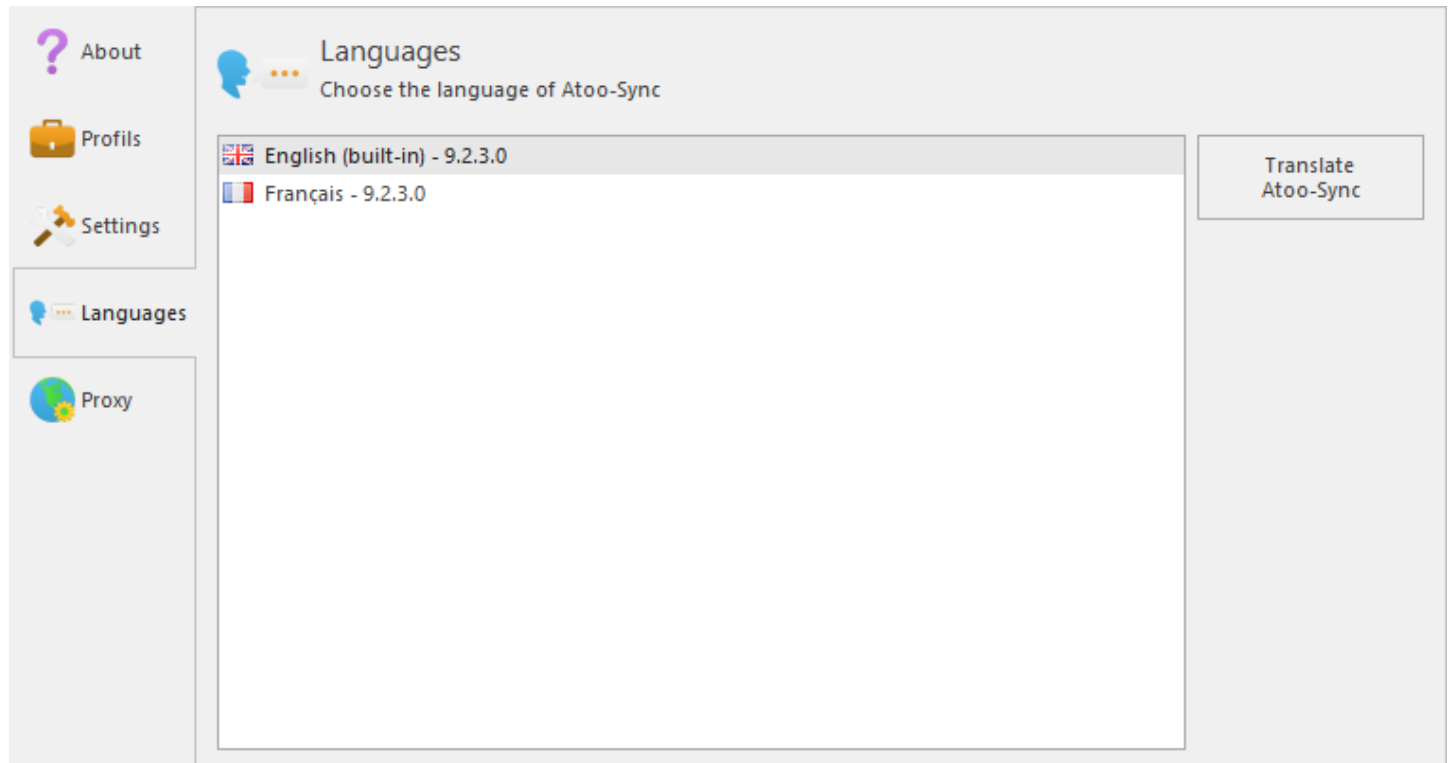 About
Profils
Settings
Languages
Proxy
Languages
Choose the language of Atoo-Sync
English (built-in) - 9.2.3.0
Français - 9.2.3.0
Translate
Atoo-Sync